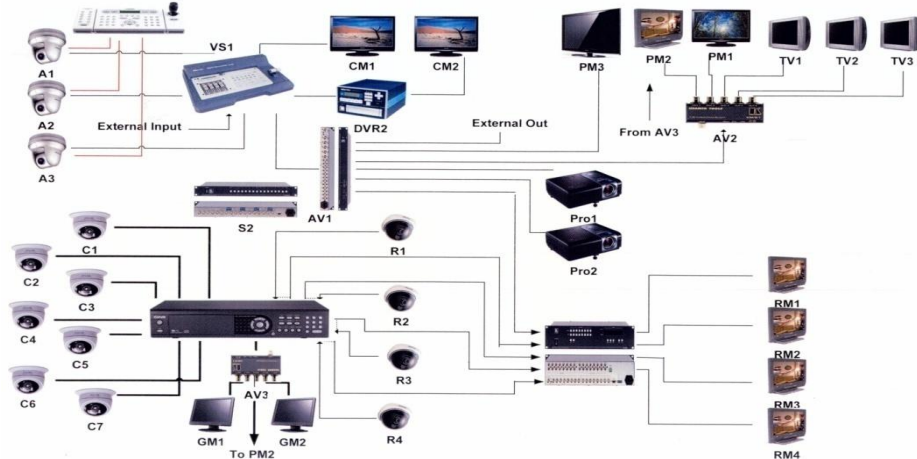 VS1
A1
CM1
CM2
PM3
PM2
PM1
TV1
TV2
TV3
A2
External Input
DVR2
External Out
From AV3
AV2
A3
S2
AV1
Pro1
C1
R1
Pro2
C2
C3
RM1
C4
R2
C5
RM2
C6
AV3
R3
RM3
C7
GM1
GM2
R4
To PM2
RM4